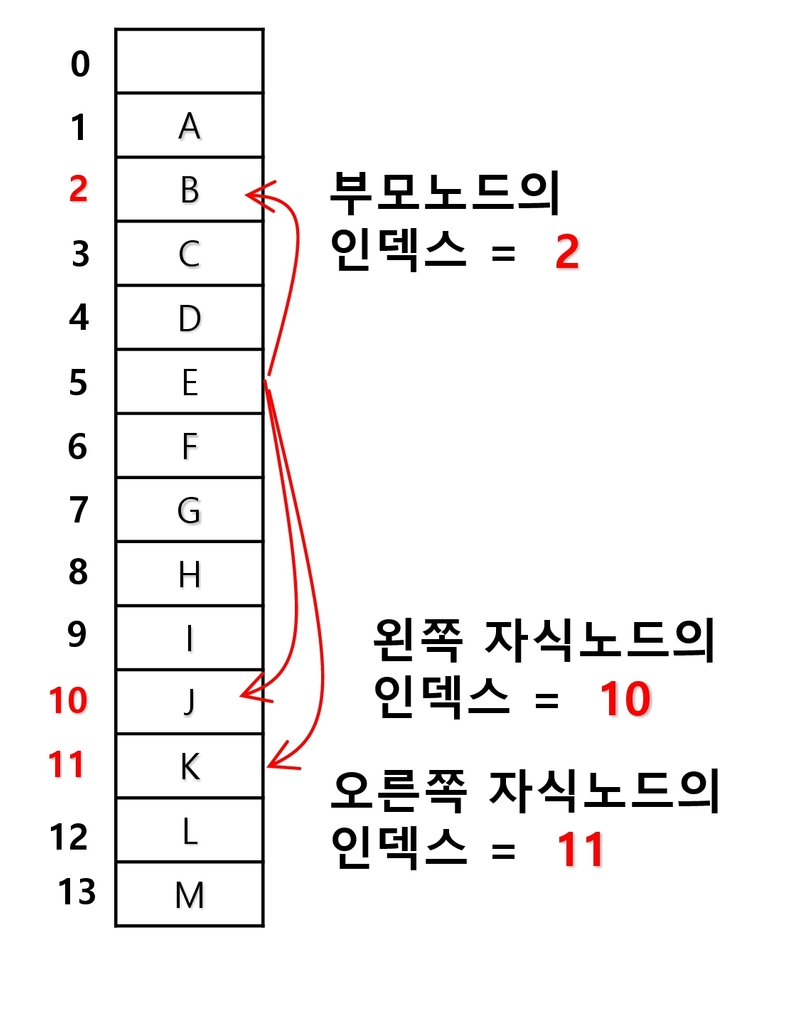 0
1 A
2 B
부모노드의
인덱스 = 2
3 C
4 D
5 E
6 F
7 G
8 H
9 I
왼쪽 자식노드의
인덱스 = 10
10 J
11 K
오른쪽 자식노드의
인덱스 = 11
12 L
13 M